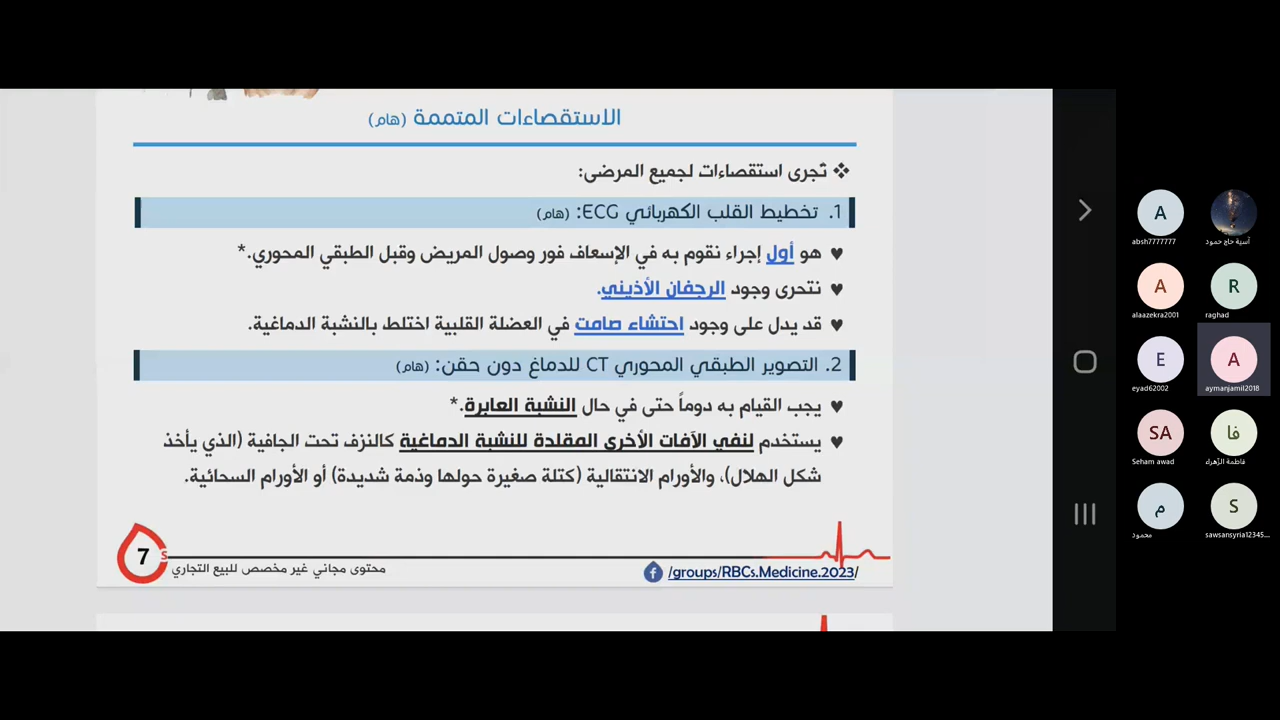 الاستقصاءات المتممة (هام)
❖ تُجرى استقصاءات لجميع المرضى:
1. تخطيط القلب الكهربائي ECG: (هام)
♥ هو أول إجراء نقوم به في الإسعاف فور وصول المريض وقبل الطبقي المحوري.*
♥ نتحرى وجود الرجفان الأذيني.
♥ قد يدل على وجود احتشاء صامت في العضلة القلبية اختلط بالنشبة الدماغية.
2. التصوير الطبقي المحوري CT للدماغ دون حقن: (هام)
♥ يجب القيام به دوماً حتى في حال النشبة العابرة.*
♥ يستخدم لنفي الآفات الأخرى المقلدة للنشبة الدماغية كالنزف تحت الجافية (الذي يأخذ
شكل الهلال)، والأورام الانتقالية (كتلة صغيرة حولها وذمة شديدة) أو الأورام السحائية.
7
S
محتوى مجاني غير مخصص للبيع التجاري
/groups/RBCs.Medicine.2023/
A
absh7777777
آسية حاج حمود
A
alaazekra2001
R
raghad
E
eyad62002
A
aymanjamil2018
SA
Seham awad
فا
فاطمة الزهراء
م
محمود
S
sawsansyria12345...